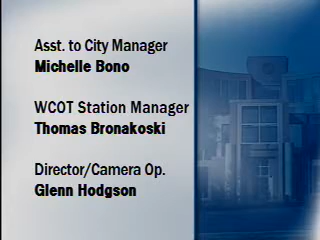 Asst. to City Manager
Michelle Bono
WCOT Station Manager
Thomas Bronakoski
Director/Camera Op.
Glenn Hodgson